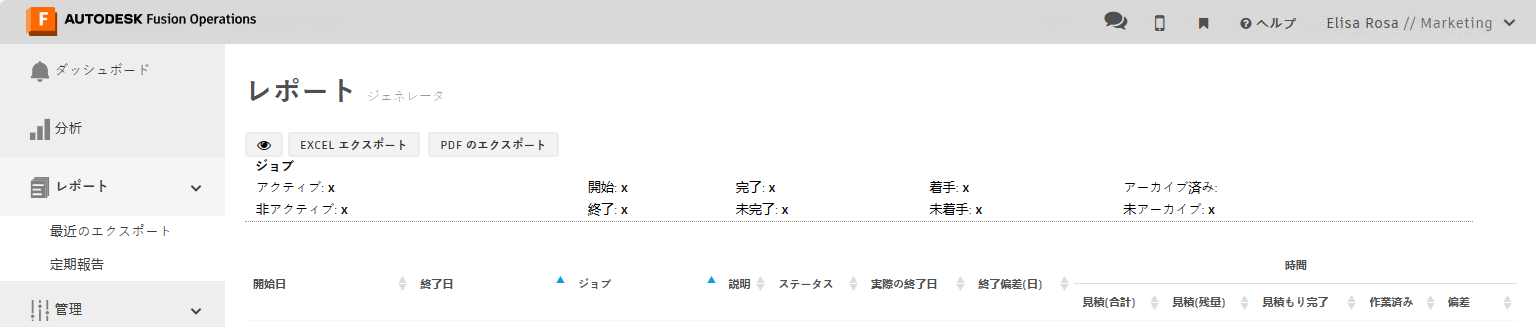 F AUTODESK Fusion Operations ヘルプ Elisa Rosa // Marketing
ダッシュボード
分析
レポート
最近のエクスポート
定期報告
管理
レポート ジェネレータ
EXCEL エクスポート PDF のエクスポート
ジョブ
アクティブ: x 開始: x 完了: x 着手: x アーカイブ済み:
非アクティブ: x 終了: x 未完了: x 未着手: x 未アーカイブ: x
時間
開始日 終了日 ジョブ 説明 ステータス 実際の終了日 終了偏差(日)
見積(合計) 見積(残量) 見積もり完了 作業済み 偏差